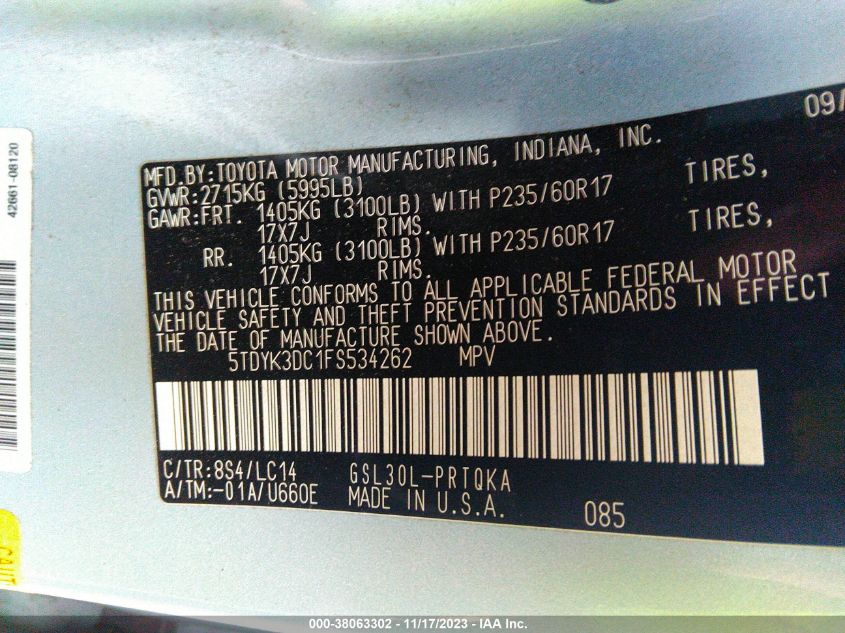 09/
MFD.BY:TOYOTA MOTOR MANUFACTURING, INDIANA, INC.
GVWR:2715KG (5995LB)
GAWR:FRT. 1405KG (3100LB) WITH P235/60R17 TIRES,
17X7J RIMS.
RR. 1405KG (3100LB) WITH P235/60R17 TIRES,
17X7J RIMS.
THIS VEHICLE CONFORMS TO ALL APPLICABLE FEDERAL MOTOR
VEHICLE SAFETY AND THEFT PREVENTION STANDARDS IN EFFECT
THE DATE OF MANUFACTURE SHOWN ABOVE.
5TDYK3DC1FS534262 MPV
C/TR:8S4/LC14 GSL30L-PRTQKA
A/TM:-01A/U660E MADE IN U.S.A. 085
42661-08120
CAUT
000-38063302 - 11/17/2023 - IAA Inc.